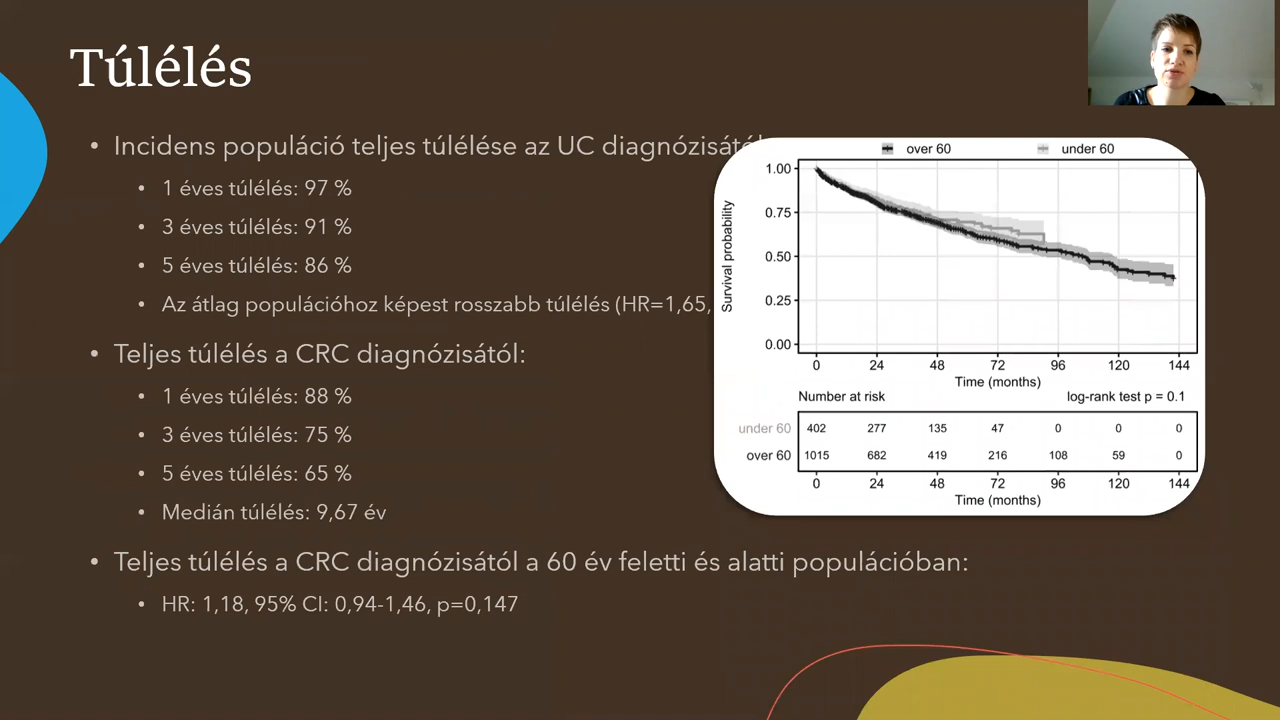 Túlélés
• Incidens populáció teljes túlélése az UC
• 1 éves túlélés: 97 %
• 3 éves túlélés: 91 %
• 5 éves túlélés: 86 %
• Az átlag populációhoz képest rosszabb túlélés (HR=1,65,
• Teljes túlélés a CRC diagnózisától:
• 1 éves túlélés: 88 %
• 3 éves túlélés: 75 %
• 5 éves túlélés: 65 %
• Medián túlélés: 9,67 év
• Teljes túlélés a CRC diagnózisától a 60 év feletti és alatti populációban:
• HR: 1,18, 95% CI: 0,94-1,46, p=0,147
over 60 under 60
Survival probability
1.00
0.75
0.50
0.25
0.00
0 24 48 72 96 120 144
Time (months)
Number at risk log-rank test p = 0.1
under 60 402 277 135 47 0 0 0
over 60 1015 682 419 216 108 59 0
0 24 48 72 96 120 144
Time (months)